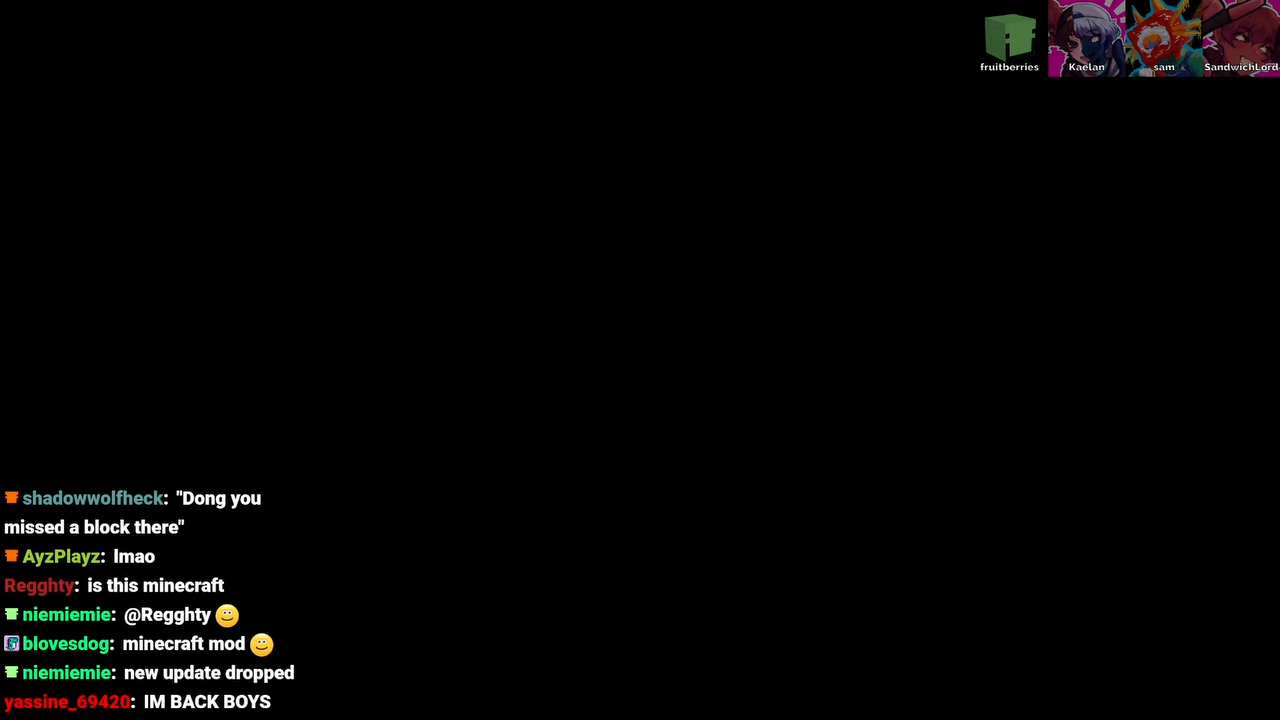 fruitberries Kaelan sam SandwichLord
shadowwolfheck: "Dong you
missed a block there"
AyzPlayz: lmao
Regghty: is this minecraft
niemiemie: @Regghty
blovesdog: minecraft mod
niemiemie: new update dropped
yassine_69420: IM BACK BOYS